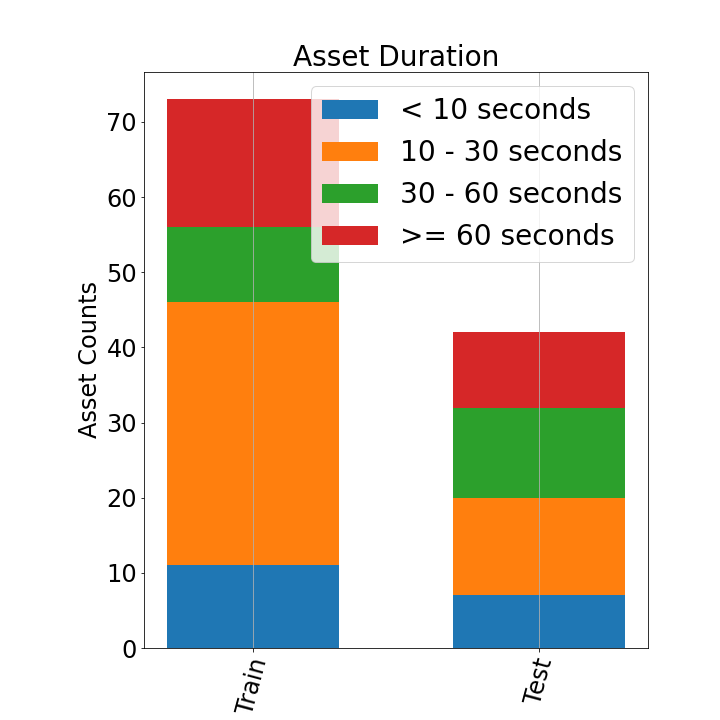 Asset Duration
70
60
50
40
30
20
10
0
Asset Counts
< 10 seconds
10 - 30 seconds
30 - 60 seconds
>= 60 seconds
Train
Test